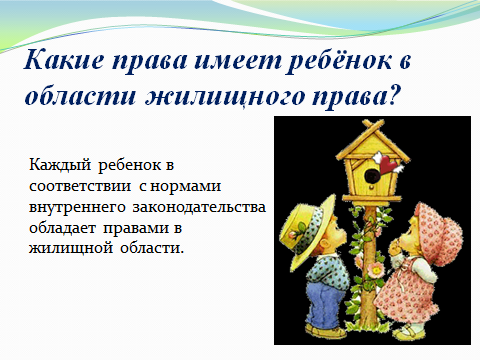 Какие права имеет ребёнок в
области жилищного права?
Каждый ребенок в
соответствии с нормами
внутреннего законодательства
обладает правами в
жилищной области.